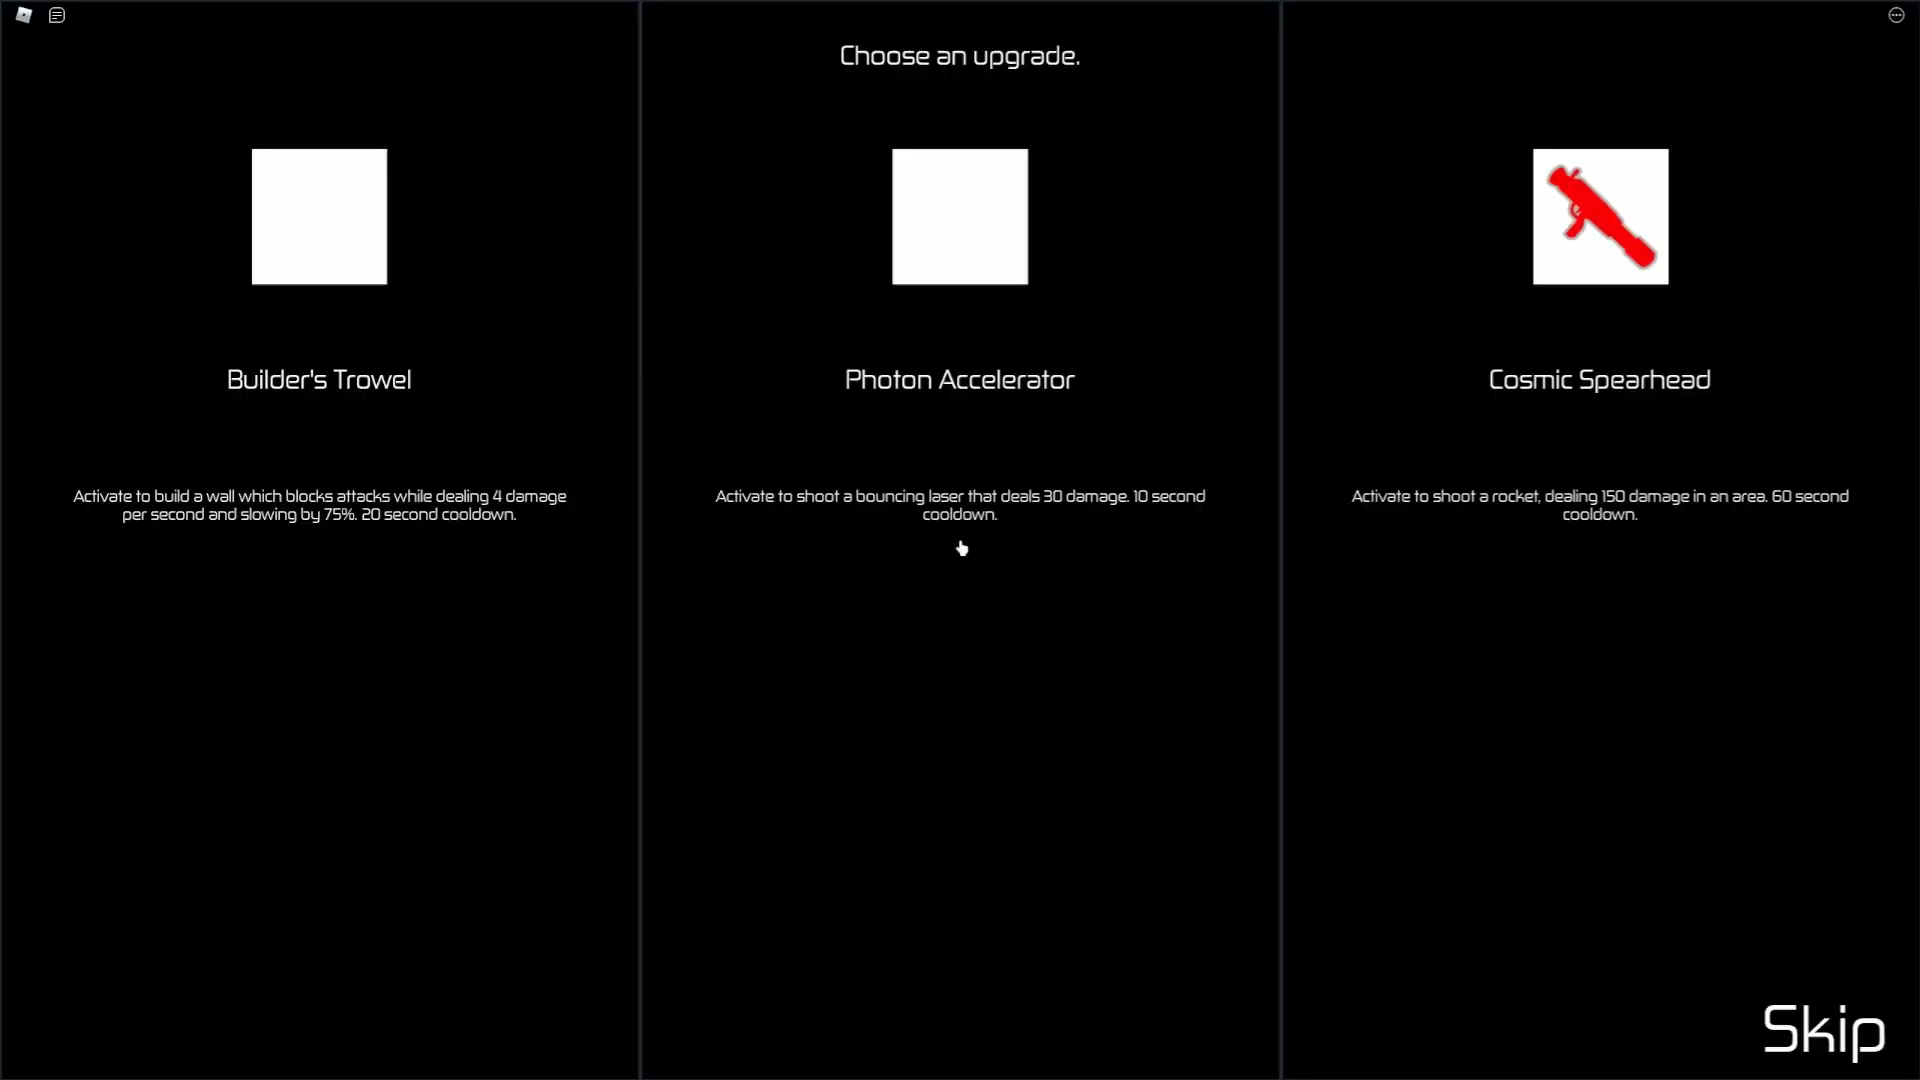 Choose an upgrade.
Builder's Trowel
Activate to build a wall which blocks attacks while dealing 4 damage
per second and slowing by 75%. 20 second cooldown.
Photon Accelerator
Activate to shoot a bouncing laser that deals 30 damage. 10 second
cooldown.
Cosmic Spearhead
Activate to shoot a rocket, dealing 150 damage in an area. 60 second
cooldown.
Skip